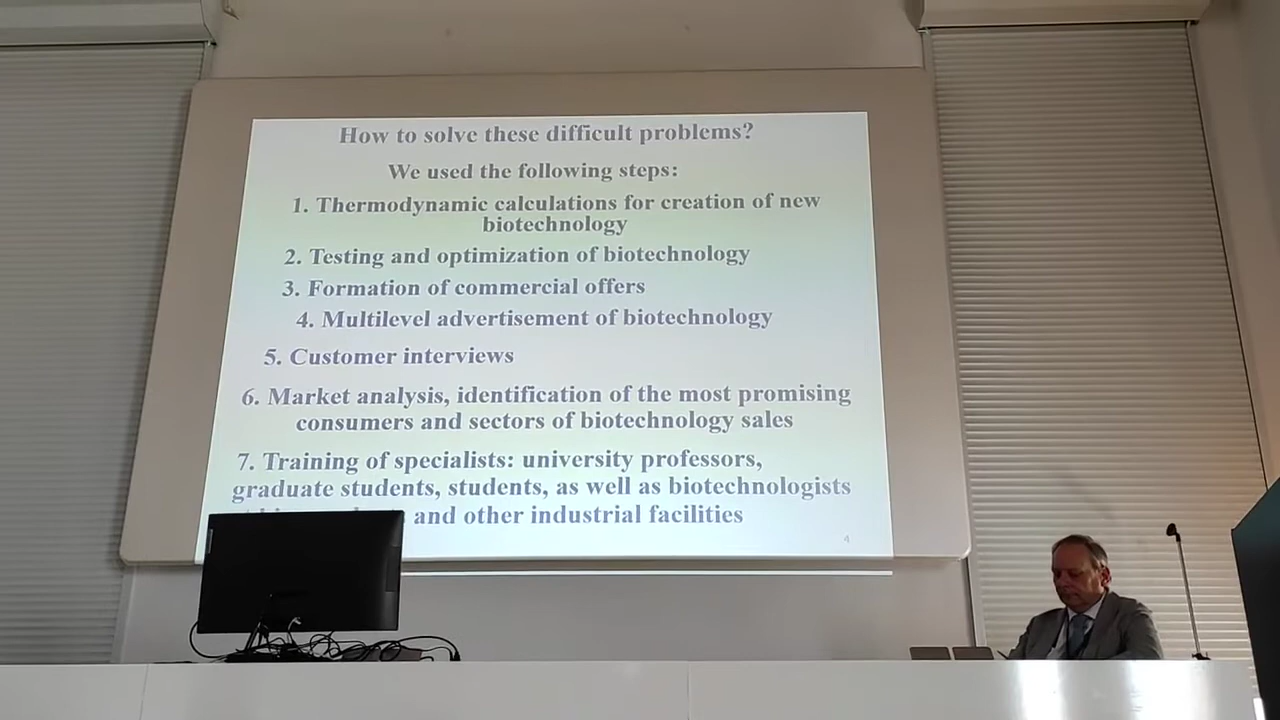 How to solve these difficult problems?
We used the following steps:
1. Thermodynamic calculations for creation of new
biotechnology
2. Testing and optimization of biotechnology
3. Formation of commercial offers
4. Multilevel advertisement of biotechnology
5. Customer interviews
6. Market analysis, identification of the most promising
consumers and sectors of biotechnology sales
7. Training of specialists: university professors,
graduate students, students, as well as biotechnologists
and other industrial facilities
4